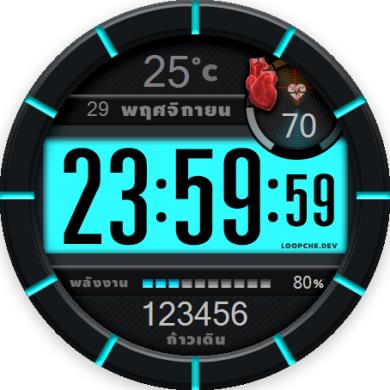 25°C
29 พฤศจิกายน
70
23:59:59
LOOPCHE.DEV
พลังงาน 80%
123456
ก้าวเดิน